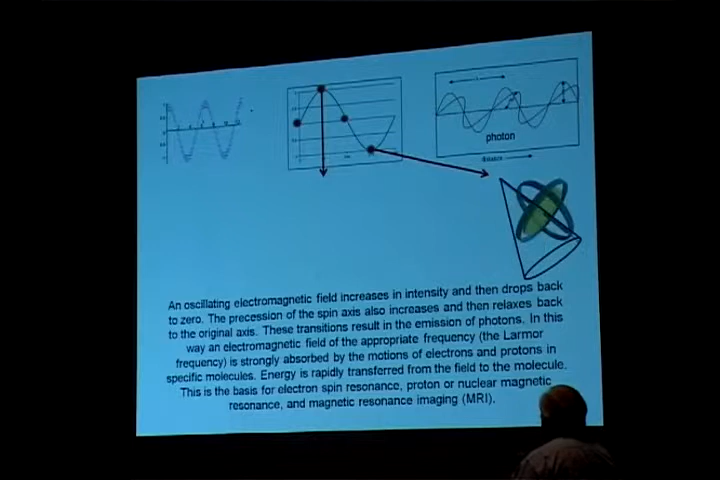 photon
distance
An oscillating electromagnetic field increases in intensity and then drops back
to zero. The precession of the spin axis also increases and then relaxes back
to the original axis. These transitions result in the emission of photons. In this
way an electromagnetic field of the appropriate frequency (the Larmor
frequency) is strongly absorbed by the motions of electrons and protons in
specific molecules. Energy is rapidly transferred from the field to the molecule.
This is the basis for electron spin resonance, proton or nuclear magnetic
resonance, and magnetic resonance imaging (MRI).